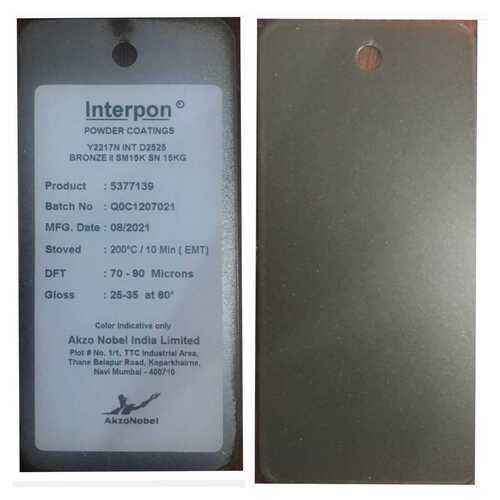 Interpon©
POWDER COATINGS
Y2217N INT D2525
BRONZE II SM15K SN 15KG
Product : 5377139
Batch No : Q0C1207021
MFG. Date : 08/2021
Stoved : 200°C / 10 Min ( EMT)
DFT : 70 - 90 Microns
Gloss : 25-35 at 60°
Color Indicative only
Akzo Nobel India Limited
Plot # No. 1/1, TTC Industrial Area,
Thane Belapur Road, Koparkhairne,
Navi Mumbai - 400710
AkzoNobel